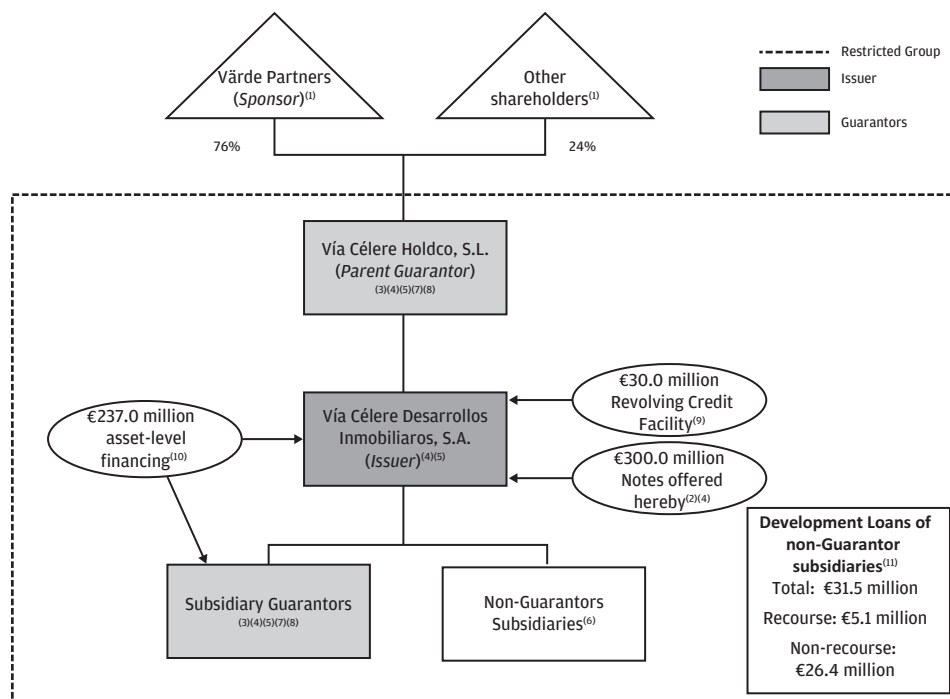 Värde Partners
(Sponsor)(1)
Other
shareholders(1)
Restricted Group
Issuer
Guarantors
76%
24%
Vía Célere Holdco, S.L.
(Parent Guarantor)
(3)(4)(5)(7)(8)
€237.0 million
asset-level
financing(10)
Vía Célere Desarrollos
Inmobiliaros, S.A.
(Issuer)(4)(5)
€30.0 million
Revolving Credit
Facility(9)
€300.0 million
Notes offered
hereby(2)(4)
Subsidiary Guarantors
(3)(4)(5)(7)(8)
Non-Guarantors
Subsidiaries(6)
Development Loans of
non-Guarantor
subsidiaries(11)
Total: €31.5 million
Recourse: €5.1 million
Non-recourse:
€26.4 million